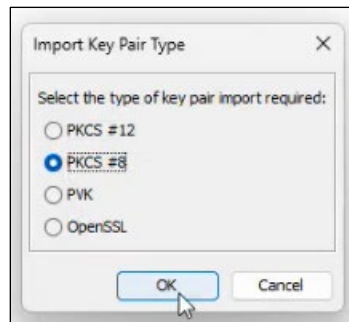 Import Key Pair Type
Select the type of key pair import required:
PKCS #12
PKCS #8
PVK
OpenSSL
OK
Cancel